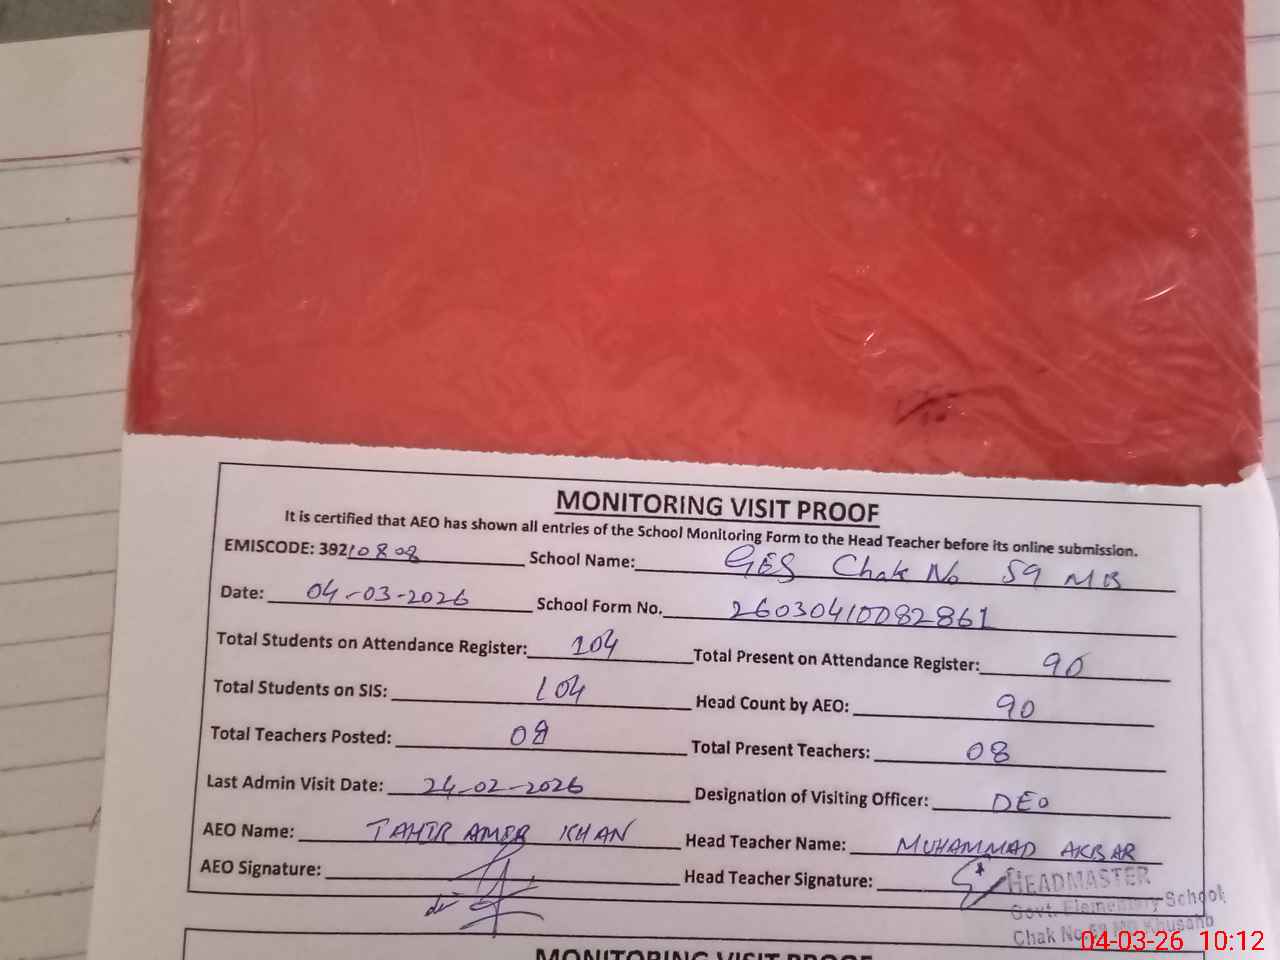 MONITORING VISIT PROOF
It is certified that AEO has shown all entries of the School Monitoring Form to the Head Teacher before its online submission.
EMISCODE: 39210808 School Name: GES Chak No 59 MB
Date: 04-03-2026 School Form No. 26030410082861
Total Students on Attendance Register: 104 Total Present on Attendance Register: 90
Total Students on SIS: 104 Head Count by AEO: 90
Total Teachers Posted: 08 Total Present Teachers: 08
Last Admin Visit Date: 24-02-2026 Designation of Visiting Officer: DEO
AEO Name: TAHIR AMER KHAN Head Teacher Name: MUHAMMAD AKBAR
AEO Signature: Head Teacher Signature:
HEADMASTER
Govt. Elementary School
Chak No Khushab
MONITORING VISIT PROOF
04-03-26 10:12